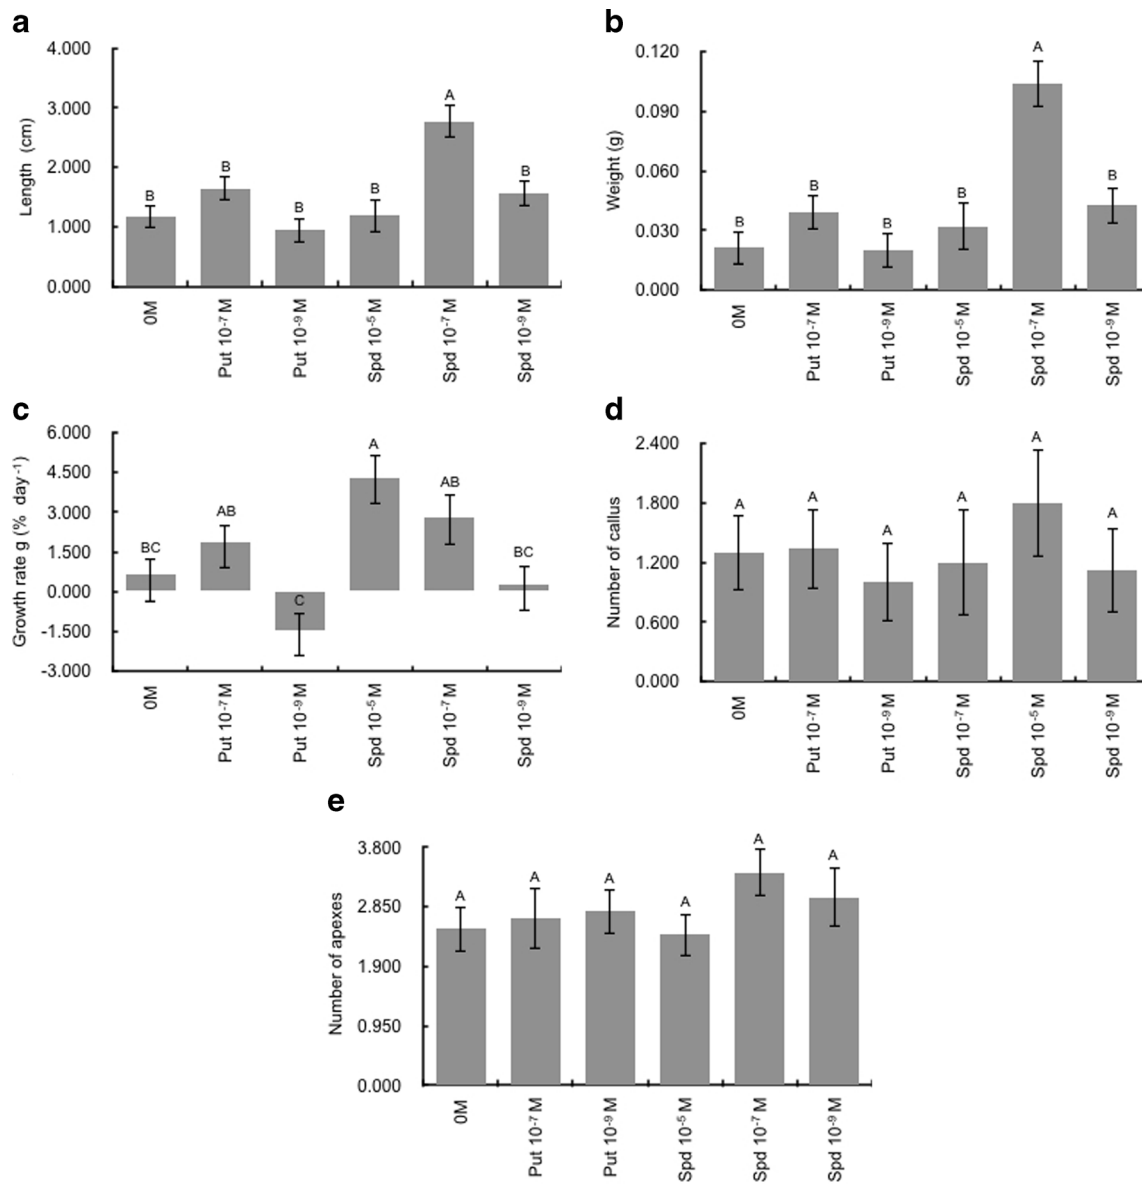 a
4.000
3.000
2.000
1.000
0.000
Length (cm)
B
B
B
B
A
B
0M
Put 10-7 M
Put 10-9 M
Spd 10-5 M
Spd 10-7 M
Spd 10-9 M
b
0.120
0.090
0.060
0.030
0.000
Weight (g)
B
B
B
B
A
B
0M
Put 10-7 M
Put 10-9 M
Spd 10-5 M
Spd 10-7 M
Spd 10-9 M
c
6.000
4.500
3.000
1.500
0.000
-1.500
-3.000
Growth rate g (% day-1)
BC
AB
C
A
AB
BC
0M
Put 10-7 M
Put 10-9 M
Spd 10-5 M
Spd 10-7 M
Spd 10-9 M
d
2.400
1.800
1.200
0.600
0.000
Number of callus
A
A
A
A
A
A
0M
Put 10-7 M
Put 10-9 M
Spd 10-7 M
Spd 10-5 M
Spd 10-9 M
e
3.800
2.850
1.900
0.950
0.000
Number of apexes
A
A
A
A
A
A
0M
Put 10-7 M
Put 10-9 M
Spd 10-5 M
Spd 10-7 M
Spd 10-9 M